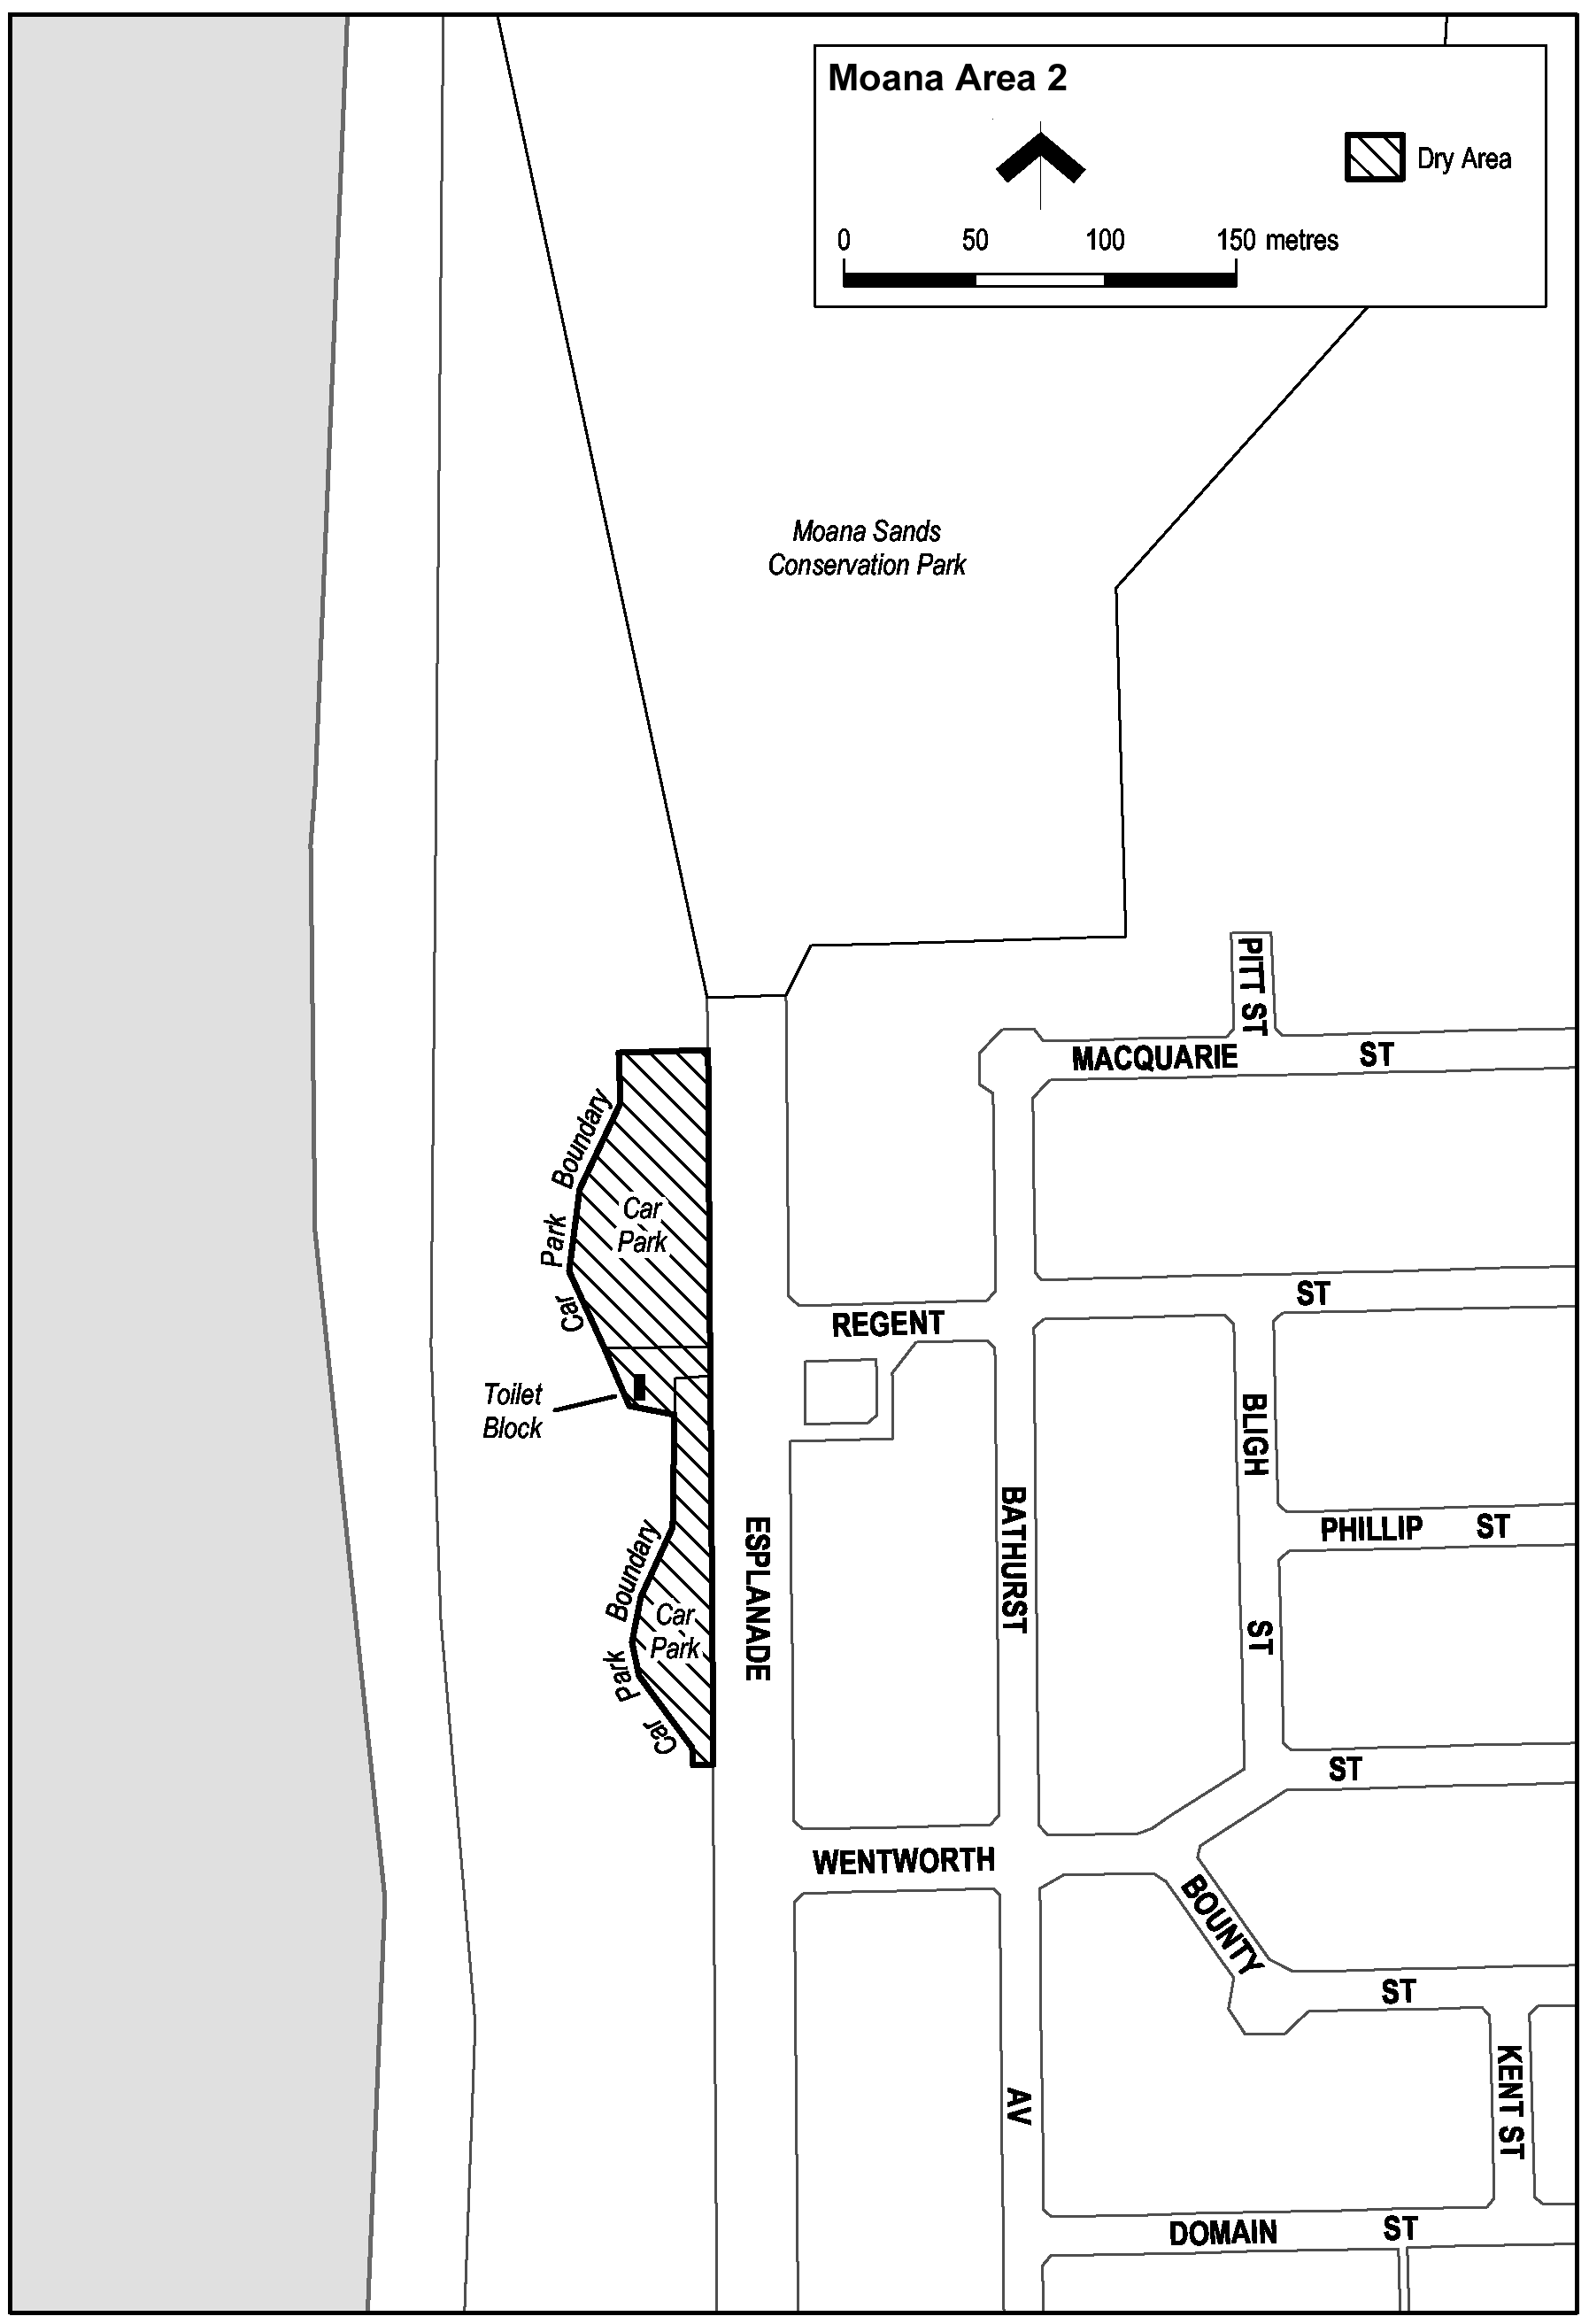 Moana Area 2
Dry Area
0 50 100 150 metres
Moana Sands
Conservation Park
PITT ST
MACQUARIE ST
Car Park Boundary
Car
Park
REGENT ST
Toilet
Block
BLIGH ST
ESPLANADE
BATHURST AV
PHILLIP ST
Car Park Boundary
Car
Park
WENTWORTH ST
BOUNTY ST
KENT ST
DOMAIN ST